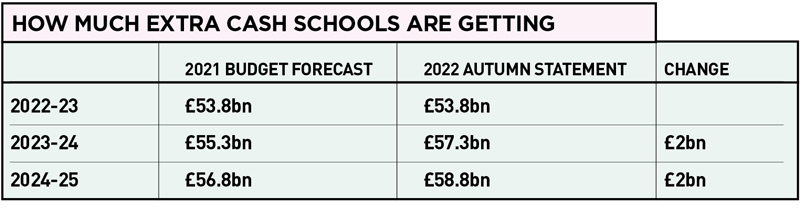 HOW MUCH EXTRA CASH SCHOOLS ARE GETTING
2021 BUDGET FORECAST 2022 AUTUMN STATEMENT CHANGE
2022-23 £53.8bn £53.8bn
2023-24 £55.3bn £57.3bn £2bn
2024-25 £56.8bn £58.8bn £2bn